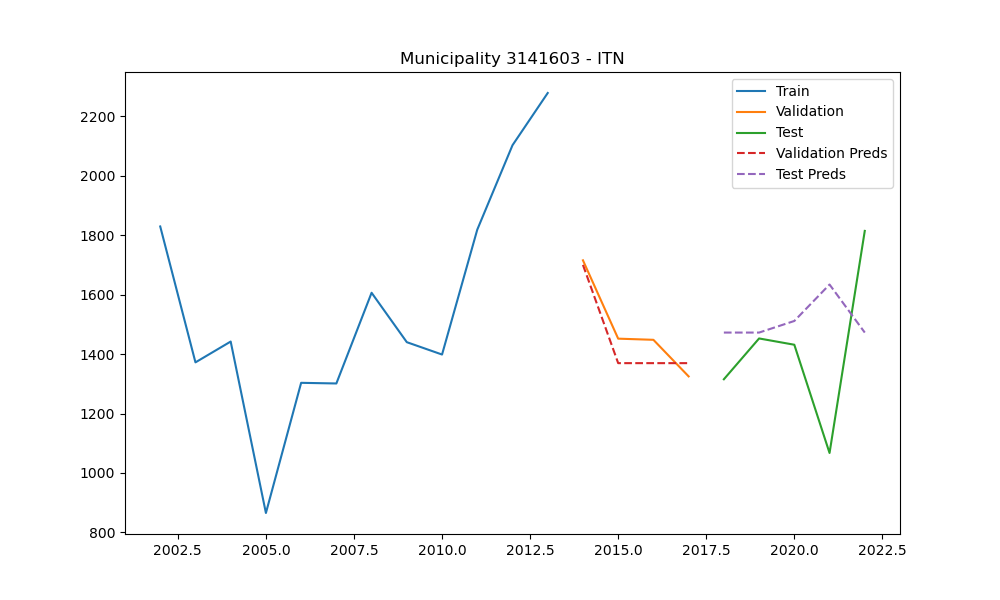 Municipality 3141603 - ITN
Train
Validation
Test
Validation Preds
Test Preds
2200
2000
1800
1600
1400
1200
1000
800
2002.5 2005.0 2007.5 2010.0 2012.5 2015.0 2017.5 2020.0 2022.5